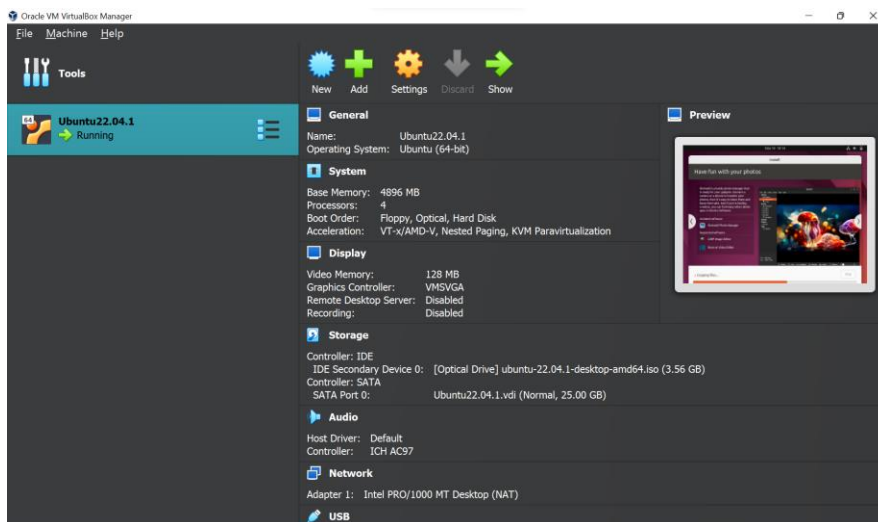 Oracle VM VirtualBox Manager
File Machine Help
Tools
New Add Settings Discard Show
64
Ubuntu22.04.1
Running
General
Name: Ubuntu22.04.1
Operating System: Ubuntu (64-bit)
System
Base Memory: 4896 MB
Processors: 4
Boot Order: Floppy, Optical, Hard Disk
Acceleration: VT-x/AMD-V, Nested Paging, KVM Paravirtualization
Display
Video Memory: 128 MB
Graphics Controller: VMSVGA
Remote Desktop Server: Disabled
Recording: Disabled
Storage
Controller: IDE
IDE Secondary Device 0: [Optical Drive] ubuntu-22.04.1-desktop-amd64.iso (3.56 GB)
Controller: SATA
SATA Port 0: Ubuntu22.04.1.vdi (Normal, 25.00 GB)
Audio
Host Driver: Default
Controller: ICH AC97
Network
Adapter 1: Intel PRO/1000 MT Desktop (NAT)
USB
Preview
Install
Have fun with your photos